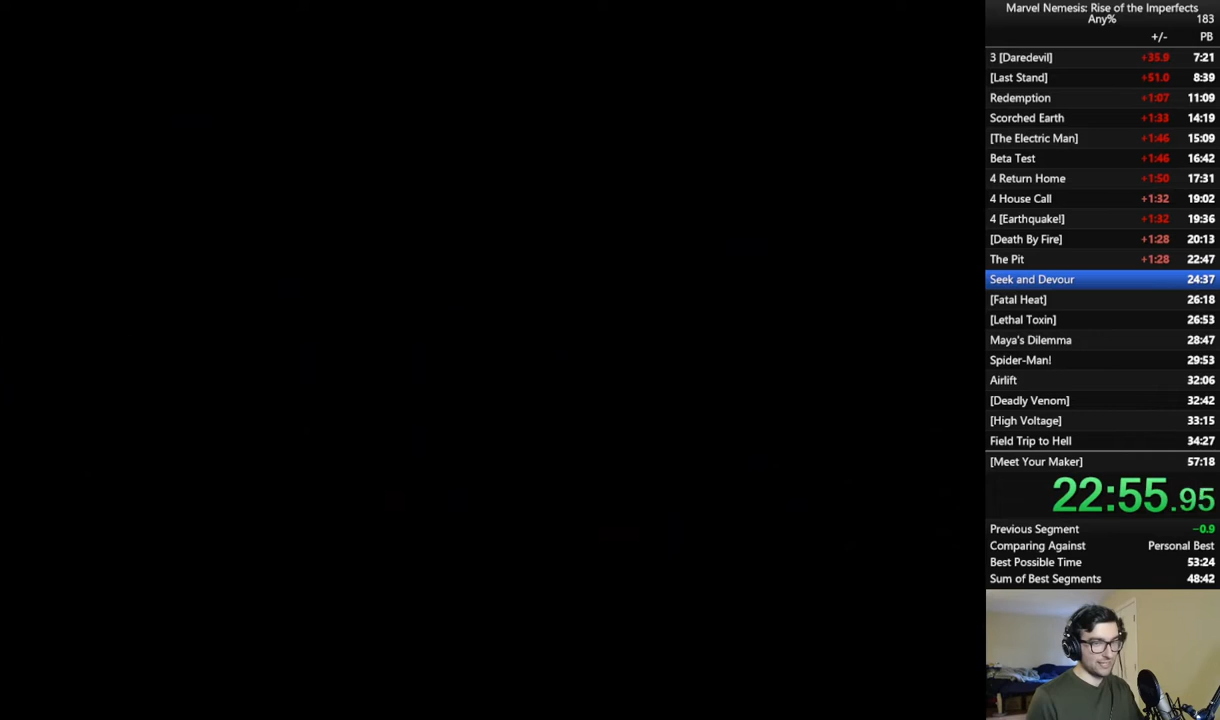 Marvel Nemesis: Rise of the Imperfects
Any% 183
+/- PB
3 [Daredevil] +35.9 7:21
[Last Stand] +51.0 8:39
Redemption +1:07 11:09
Scorched Earth +1:33 14:19
[The Electric Man] +1:46 15:09
Beta Test +1:46 16:42
4 Return Home +1:50 17:31
4 House Call +1:32 19:02
4 [Earthquake!] +1:32 19:36
[Death By Fire] +1:28 20:13
The Pit +1:28 22:47
Seek and Devour 24:37
[Fatal Heat] 26:18
[Lethal Toxin] 26:53
Maya's Dilemma 28:47
Spider-Man! 29:53
Airlift 32:06
[Deadly Venom] 32:42
[High Voltage] 33:15
Field Trip to Hell 34:27
[Meet Your Maker] 57:18
22:55.95
Previous Segment −0.9
Comparing Against Personal Best
Best Possible Time 53:24
Sum of Best Segments 48:42